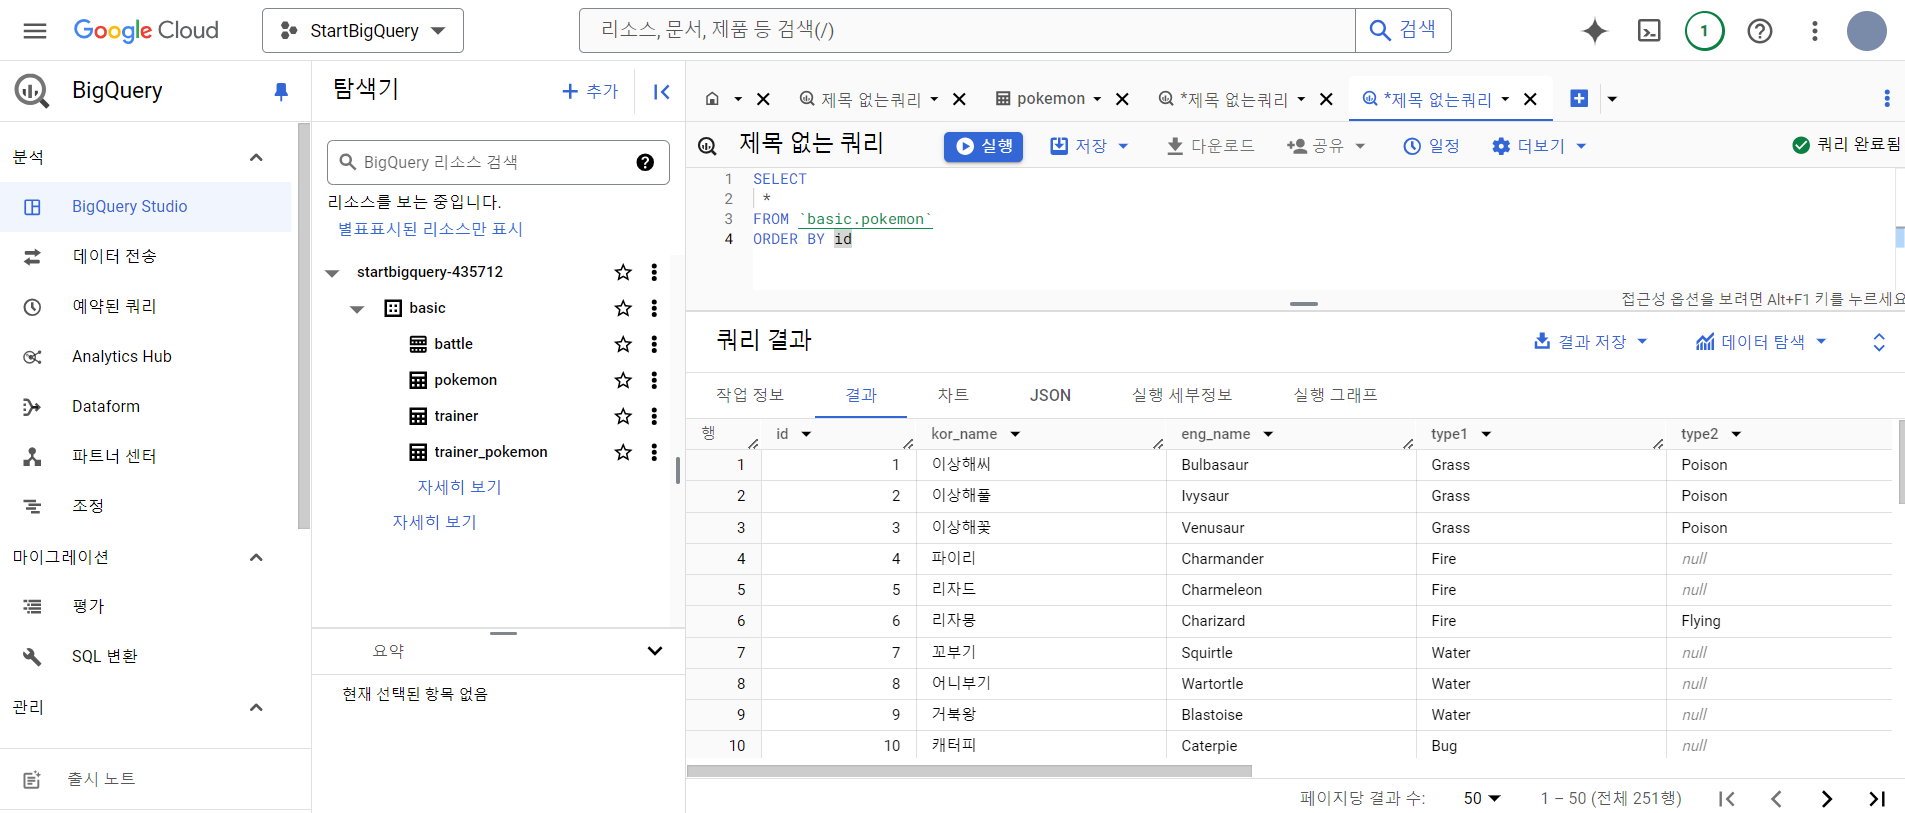 Google Cloud
StartBigQuery
리소스, 문서, 제품 등 검색(/)
검색
1
BigQuery
분석
BigQuery Studio
데이터 전송
예약된 쿼리
Analytics Hub
Dataform
파트너 센터
조정
마이그레이션
평가
SQL 변환
관리
출시 노트
탐색기
+ 추가
BigQuery 리소스 검색
리소스를 보는 중입니다.
별표표시된 리소스만 표시
startbigquery-435712
basic
battle
pokemon
trainer
trainer_pokemon
자세히 보기
자세히 보기
요약
현재 선택된 항목 없음
제목 없는쿼리
pokemon
*제목 없는쿼리
*제목 없는쿼리
제목 없는 쿼리
실행
저장
다운로드
공유
일정
더보기
쿼리 완료됨
1 SELECT
2 *
3 FROM `basic.pokemon`
4 ORDER BY id
접근성 옵션을 보려면 Alt+F1 키를 누르세요
쿼리 결과
결과 저장
데이터 탐색
작업 정보 결과 차트 JSON 실행 세부정보 실행 그래프
행 id kor_name eng_name type1 type2
1 1 이상해씨 Bulbasaur Grass Poison
2 2 이상해풀 Ivysaur Grass Poison
3 3 이상해꽃 Venusaur Grass Poison
4 4 파이리 Charmander Fire null
5 5 리자드 Charmeleon Fire null
6 6 리자몽 Charizard Fire Flying
7 7 꼬부기 Squirtle Water null
8 8 어니부기 Wartortle Water null
9 9 거북왕 Blastoise Water null
10 10 캐터피 Caterpie Bug null
페이지당 결과 수: 50 1 – 50 (전체 251행)